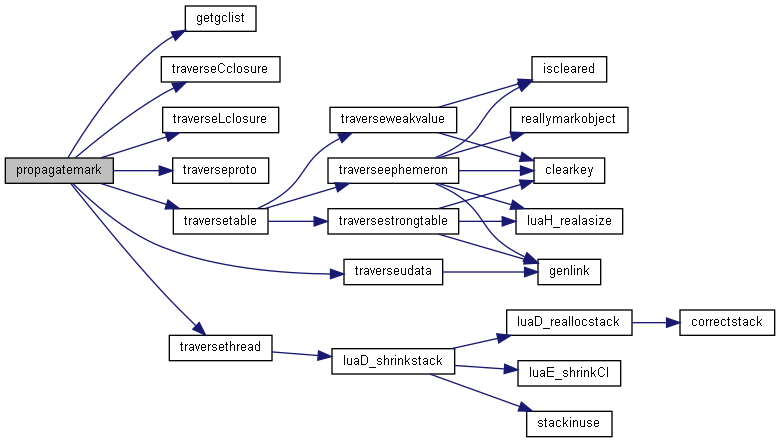 getgclist
traverseCclosure
iscleared
traverseLclosure
traverseweakvalue
reallymarkobject
propagatemark
traverseproto
traverseephemeron
clearkey
traversetable
traversestrongtable
luaH_realasize
traverseudata
genlink
luaD_reallocstack
correctstack
traversethread
luaD_shrinkstack
luaE_shrinkCI
stackinuse